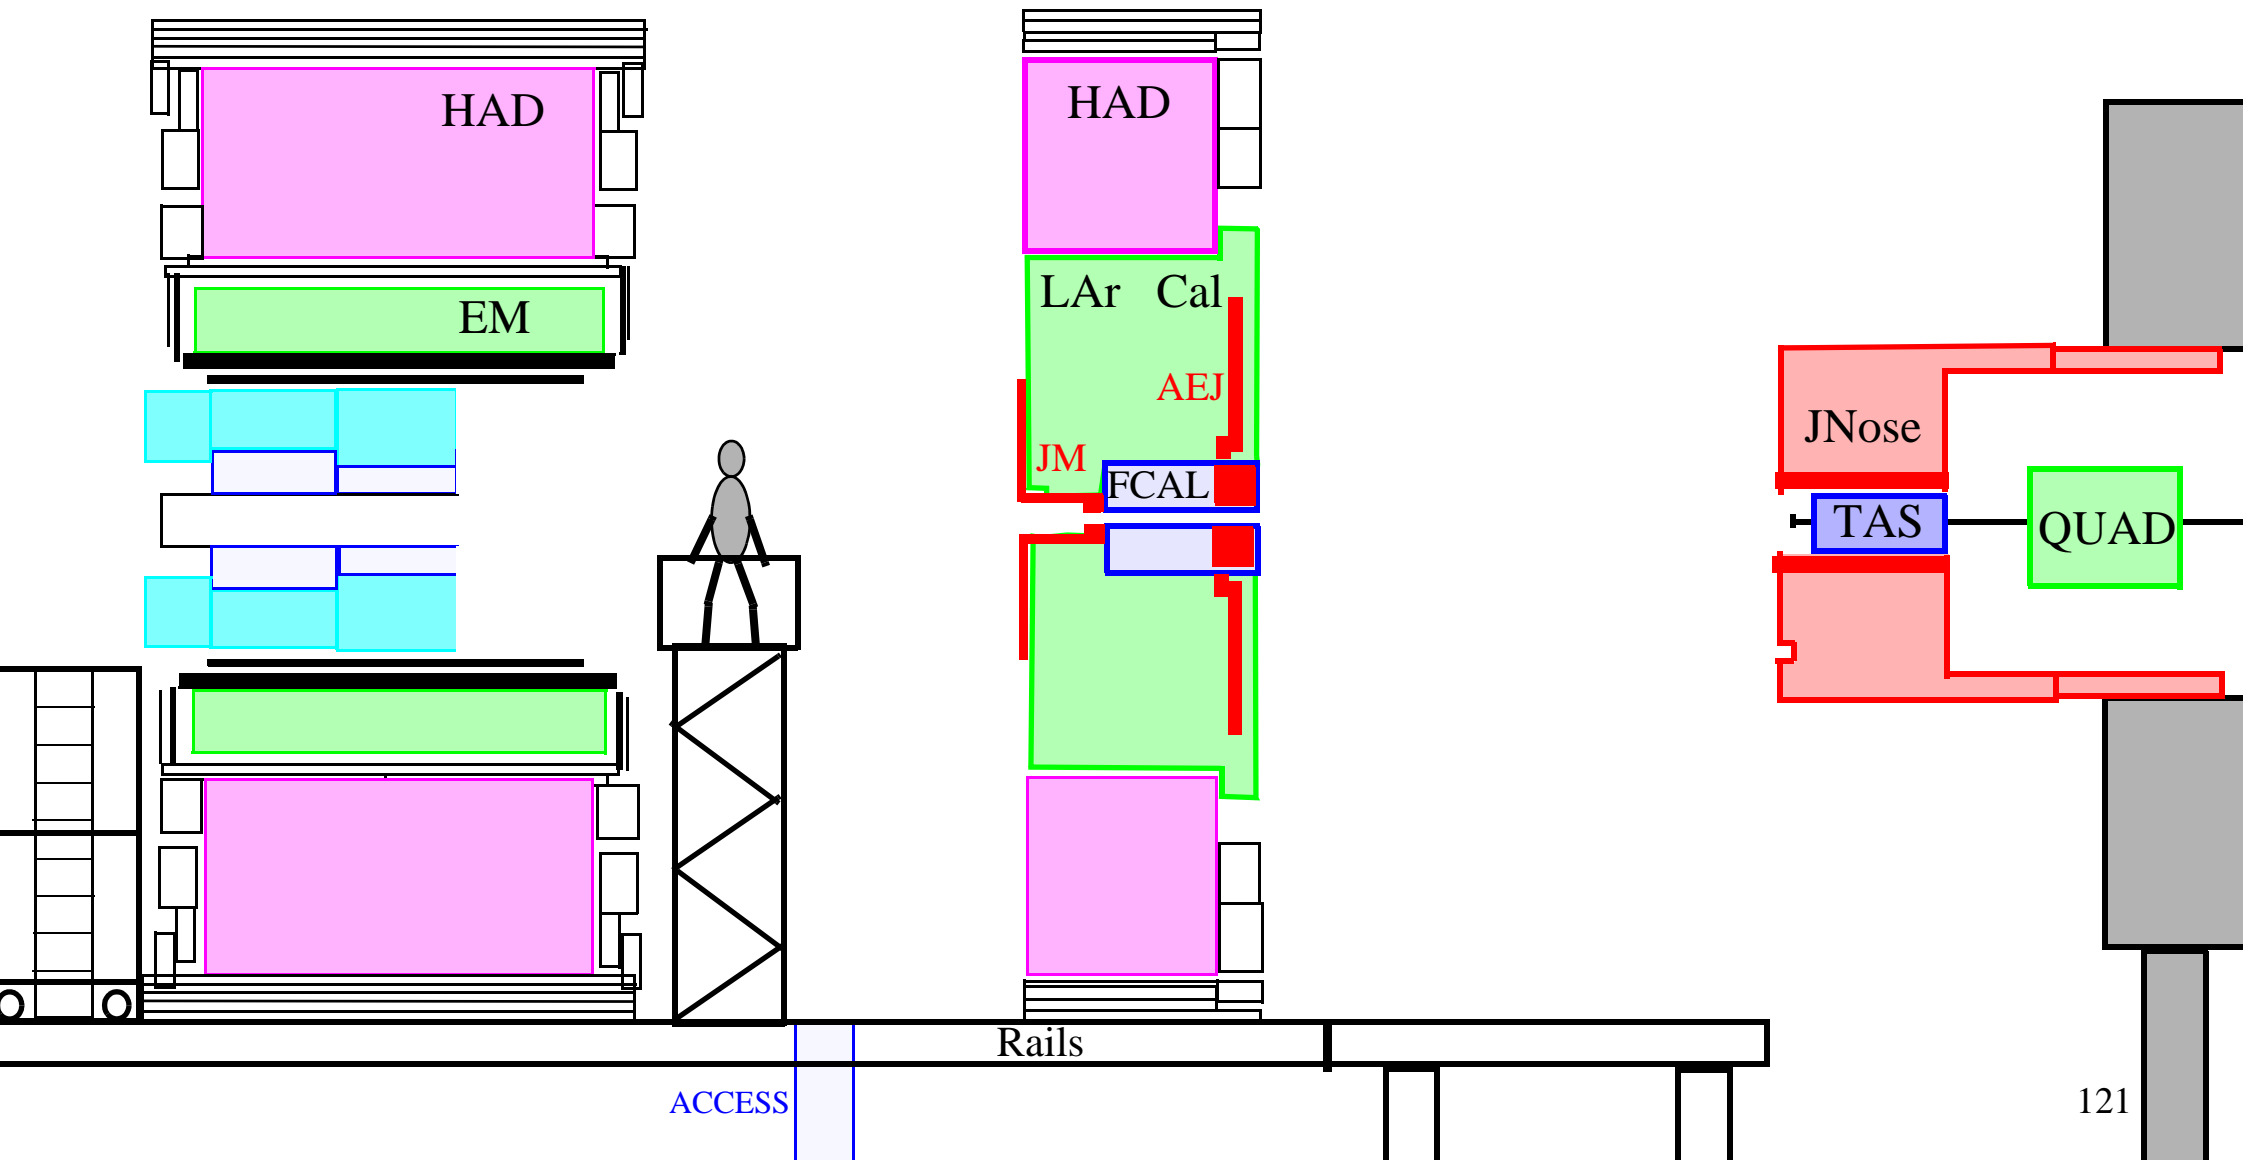 HAD
HAD
EM
LAr Cal
AEJ
JM
FCAL
JNose
TAS
QUAD
Rails
ACCESS
121